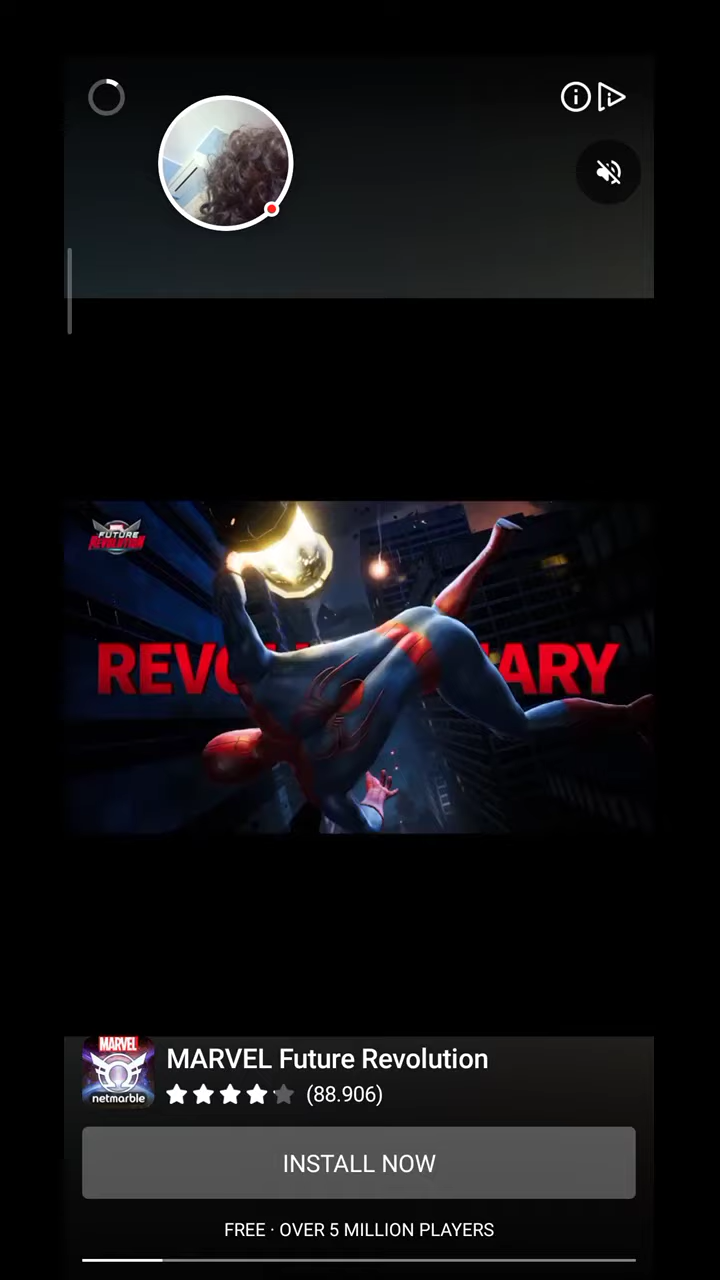 MARVEL
FUTURE
REVOLUTION
REVO
ARY
MARVEL
netmarble
MARVEL Future Revolution
(88.906)
INSTALL NOW
FREE · OVER 5 MILLION PLAYERS